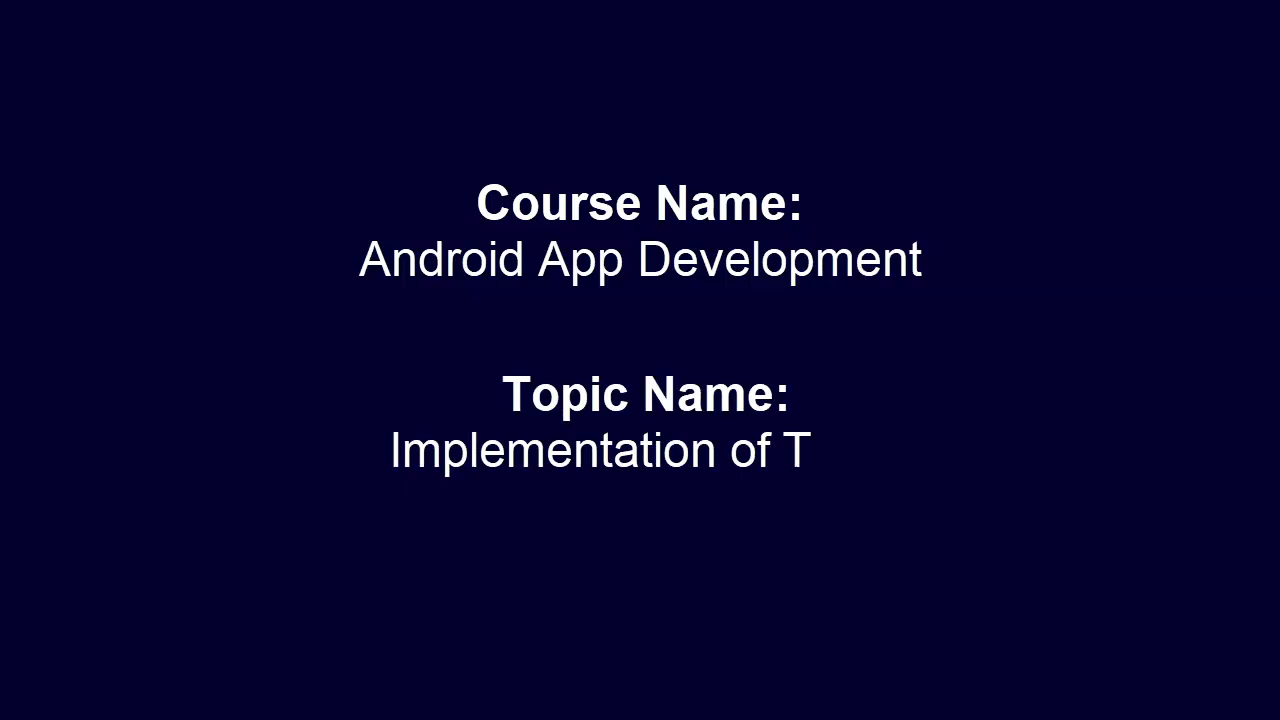 Course Name:
Android App Development
Topic Name:
Implementation of T